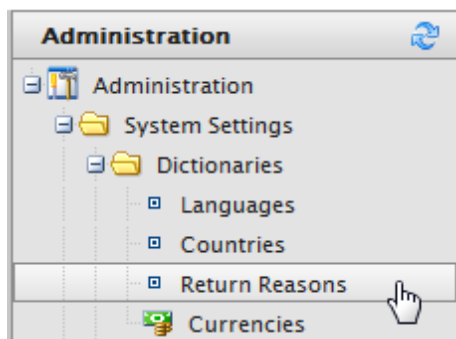 Administration
Administration
System Settings
Dictionaries
Languages
Countries
Return Reasons
Currencies